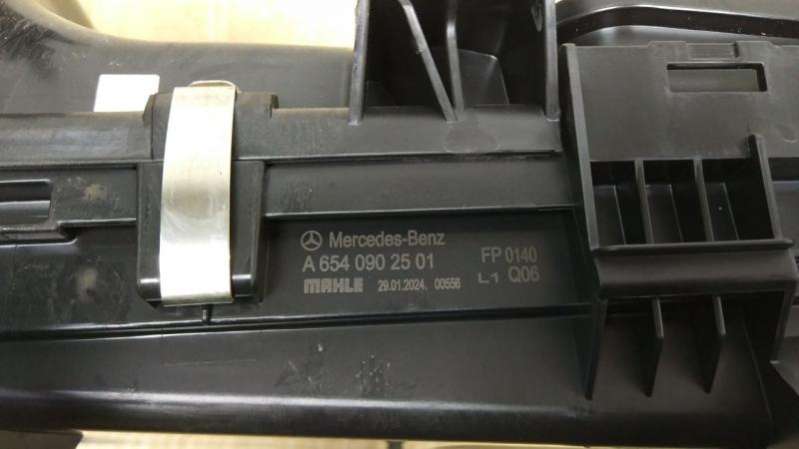 Mercedes-Benz
A 654 090 25 01
MAHLE 29.01.2024. 00556
FP 0140
L1 Q06